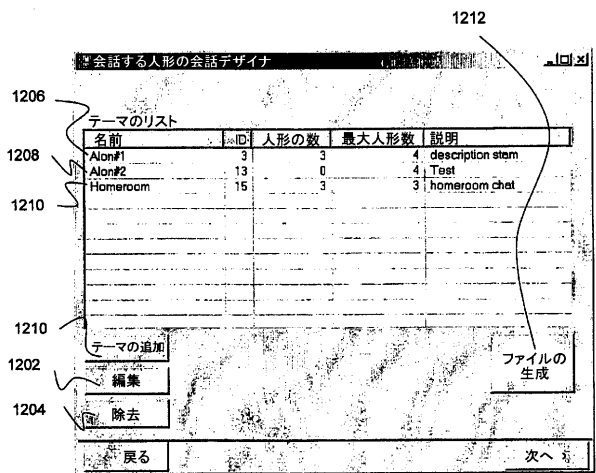 1212
会話する人形の会話デザイナ
1206
テーマのリスト
名前 ID 人形の数 最大人形数 説明
Alon#1 3 3 4 description stam
1208
Alon#2 13 0 4 Test
Homeroom 15 3 3 homeroom chat
1210
1210
テーマの追加
ファイルの
生成
1202
編集
1204
除去
戻る
次へ